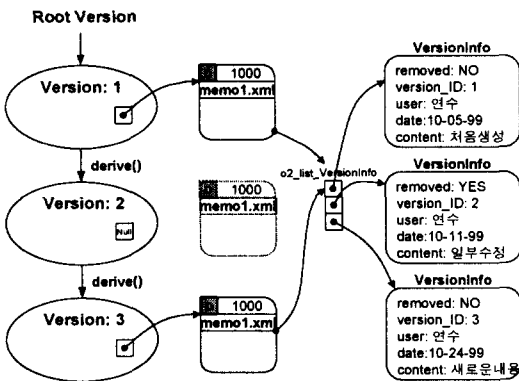 Root Version
Version: 1
derive()
Version: 2
Null
derive()
Version: 3
1000
memo1.xml
1000
memo1.xml
1000
memo1.xml
o2_list_VersionInfo
VersionInfo
removed: NO
version_ID: 1
user: 연수
date:10-05-99
content: 처음생성
VersionInfo
removed: YES
version_ID: 2
user: 연수
date:10-11-99
content: 일부수정
VersionInfo
removed: NO
version_ID: 3
user: 연수
date:10-24-99
content: 새로운내용